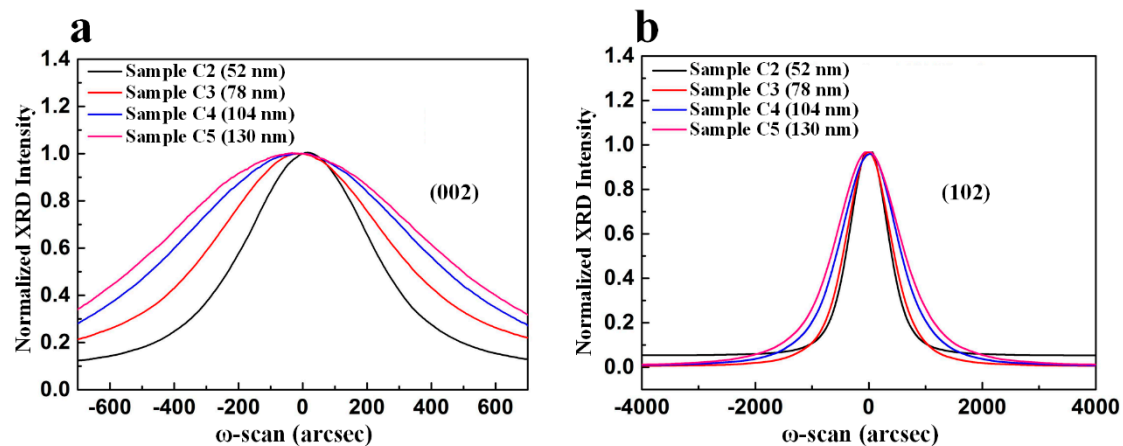 a
Normalized XRD Intensity
1.4
1.2
1.0
0.8
0.6
0.4
0.2
0.0
Sample C2 (52 nm)
Sample C3 (78 nm)
Sample C4 (104 nm)
Sample C5 (130 nm)
(002)
-600 -400 -200 0 200 400 600
ω-scan (arcsec)
b
Normalized XRD Intensity
1.4
1.2
1.0
0.8
0.6
0.4
0.2
0.0
Sample C2 (52 nm)
Sample C3 (78 nm)
Sample C4 (104 nm)
Sample C5 (130 nm)
(102)
-4000 -2000 0 2000 4000
ω-scan (arcsec)